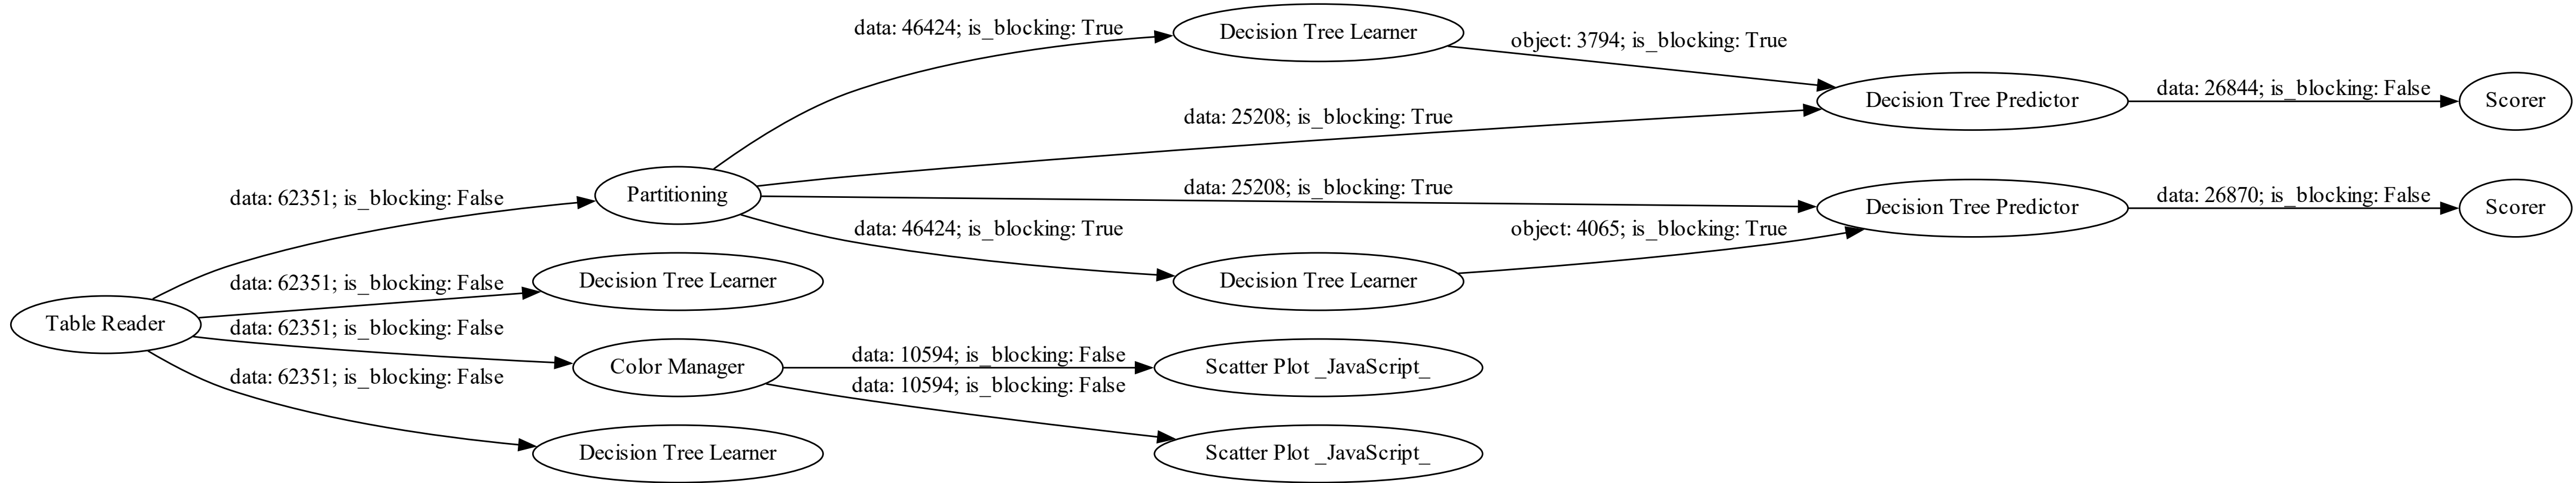 data: 46424; is_blocking: True
Decision Tree Learner
object: 3794; is_blocking: True
data: 25208; is_blocking: True
Decision Tree Predictor
data: 26844; is_blocking: False
Scorer
data: 62351; is_blocking: False
Partitioning
data: 25208; is_blocking: True
Decision Tree Predictor
data: 26870; is_blocking: False
Scorer
data: 46424; is_blocking: True
object: 4065; is_blocking: True
data: 62351; is_blocking: False
Decision Tree Learner
Decision Tree Learner
Table Reader
data: 62351; is_blocking: False
Color Manager
data: 10594; is_blocking: False
Scatter Plot _JavaScript_
data: 62351; is_blocking: False
data: 10594; is_blocking: False
Decision Tree Learner
Scatter Plot _JavaScript_